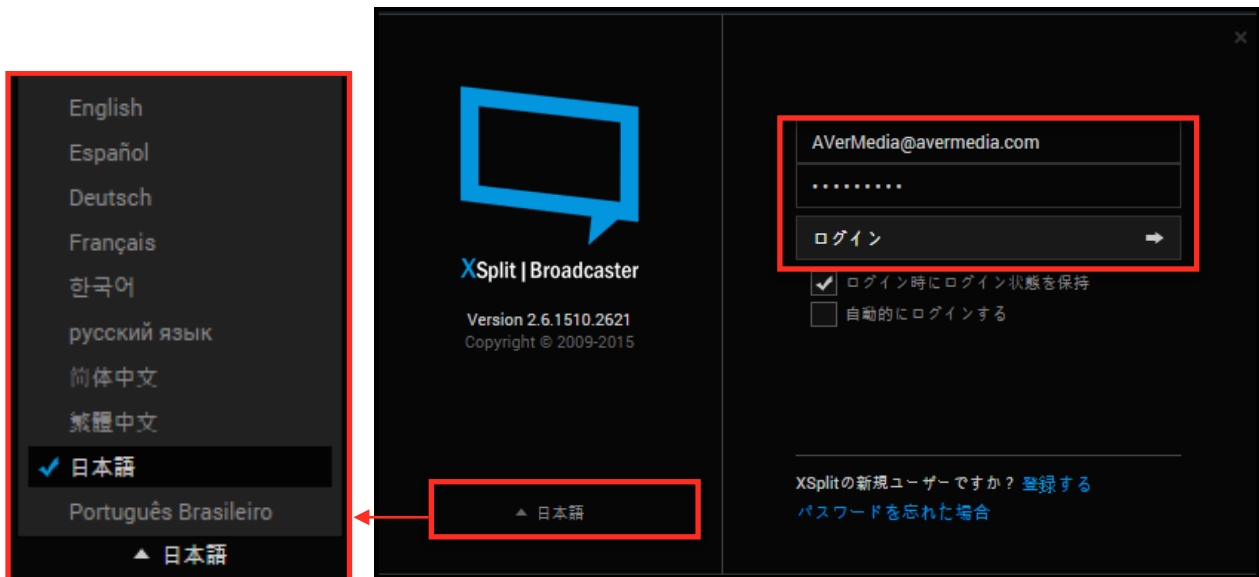 English
Español
Deutsch
Français
한국어
русский язык
简体中文
繁體中文
日本語
Português Brasileiro
▲ 日本語
XSplit | Broadcaster
Version 2.6.1510.2621
Copyright © 2009-2015
▲ 日本語
AVerMedia@avermedia.com
•••••••••
ログイン
ログイン時にログイン状態を保持
自動的にログインする
XSplitの新規ユーザーですか？ 登録する
パスワードを忘れた場合